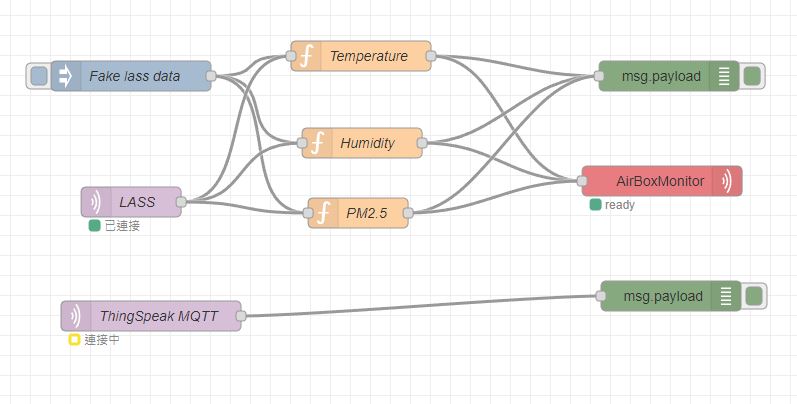 Temperature
Fake lass data
msg.payload
Humidity
AirBoxMonitor
LASS
PM2.5
ready
已連接
msg.payload
ThingSpeak MQTT
連接中